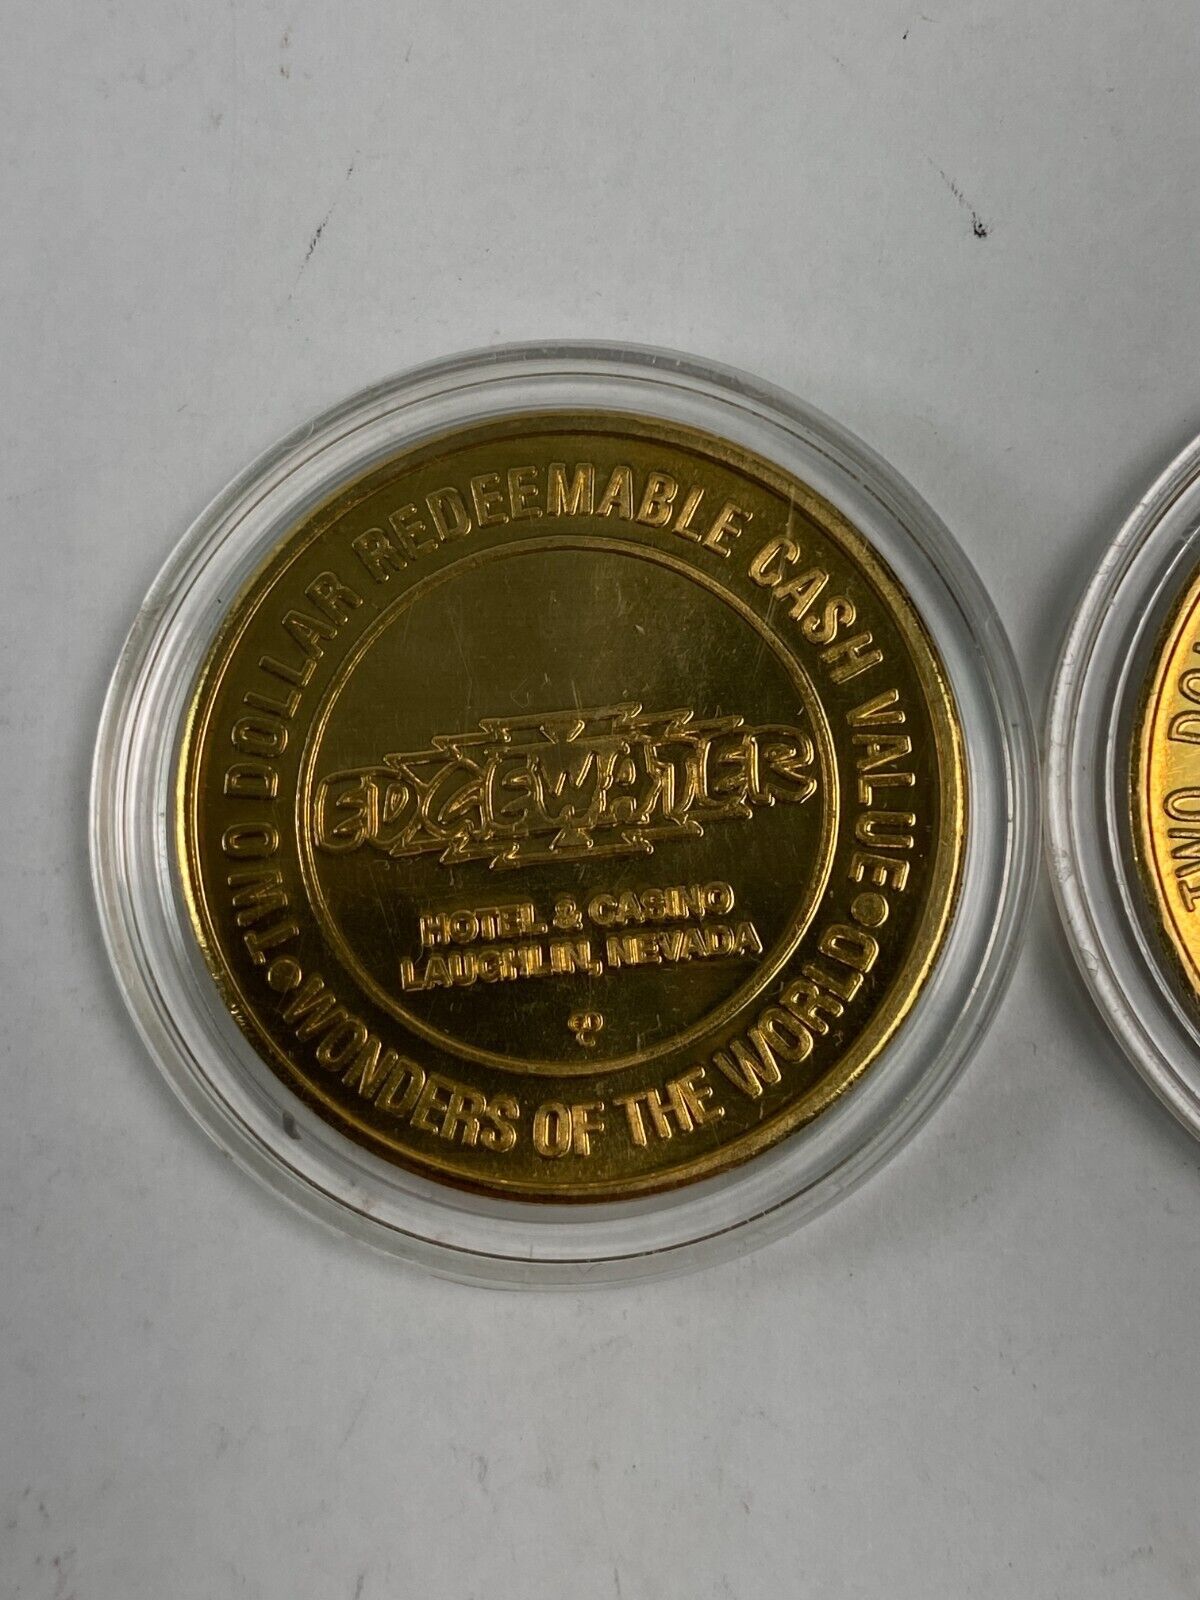 TWO DOLLAR REDEEMABLE CASH VALUE
EDGEWATER
HOTEL & CASINO
LAUGHLIN, NEVADA
• WONDERS OF THE WORLD •
TWO DO